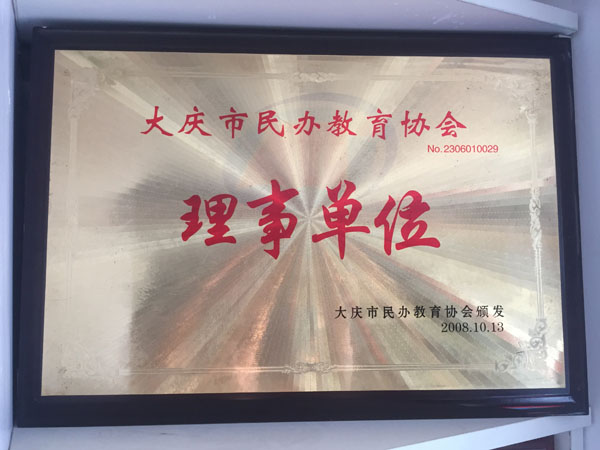 大庆市民办教育协会
No.2306010029
理事单位
大庆市民办教育协会颁发
2008.10.13